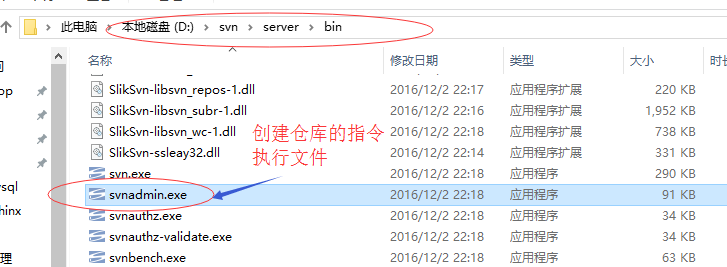 此电脑 > 本地磁盘 (D:) > svn > server > bin
名称 修改日期 类型 大小 时长
SlikSvn-libsvn_repos-1.dll 2016/12/2 22:17 应用程序扩展 220 KB
SlikSvn-libsvn_subr-1.dll 2016/12/2 22:16 应用程序扩展 1,952 KB
SlikSvn-libsvn_wc-1.dll 2016/12/2 22:18 应用程序扩展 738 KB
SlikSvn-ssleay32.dll 2016/12/2 22:14 应用程序扩展 331 KB
svn.exe 2016/12/2 22:18 应用程序 290 KB
svnadmin.exe 2016/12/2 22:18 应用程序 91 KB
svnauthz.exe 2016/12/2 22:18 应用程序 34 KB
svnauthz-validate.exe 2016/12/2 22:18 应用程序 34 KB
svnbench.exe 2016/12/2 22:18 应用程序 63 KB
创建仓库的指令
执行文件
op
ysql
hinx
理